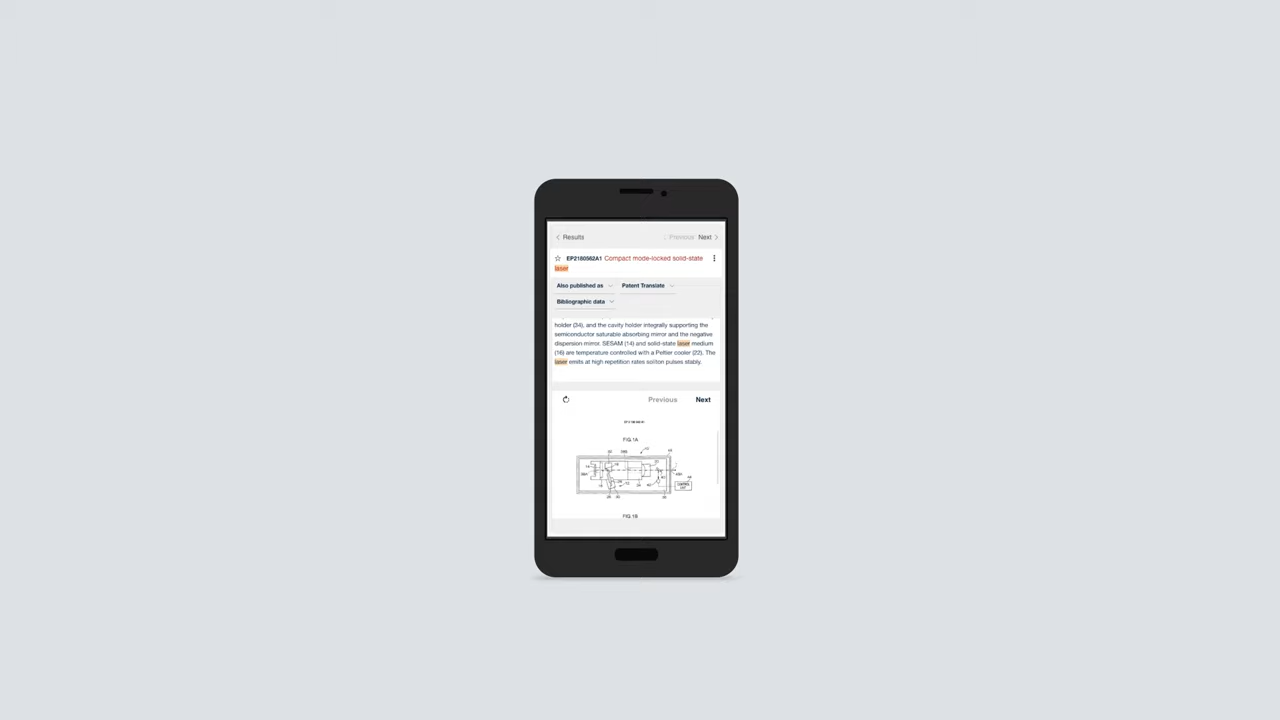 Results
Previous Next
EP2180562A1 Compact mode-locked solid-state
laser
Also published as
Patent Translate
Bibliographic data
holder (34), and the cavity holder integrally supporting the
semiconductor saturable absorbing mirror and the negative
dispersion mirror. SESAM (14) and solid-state laser medium
(16) are temperature controlled with a Peltier cooler (22). The
laser emits at high repetition rates soliton pulses stably.
Previous Next
FIG.1A
CONTROL
UNIT
FIG.1B